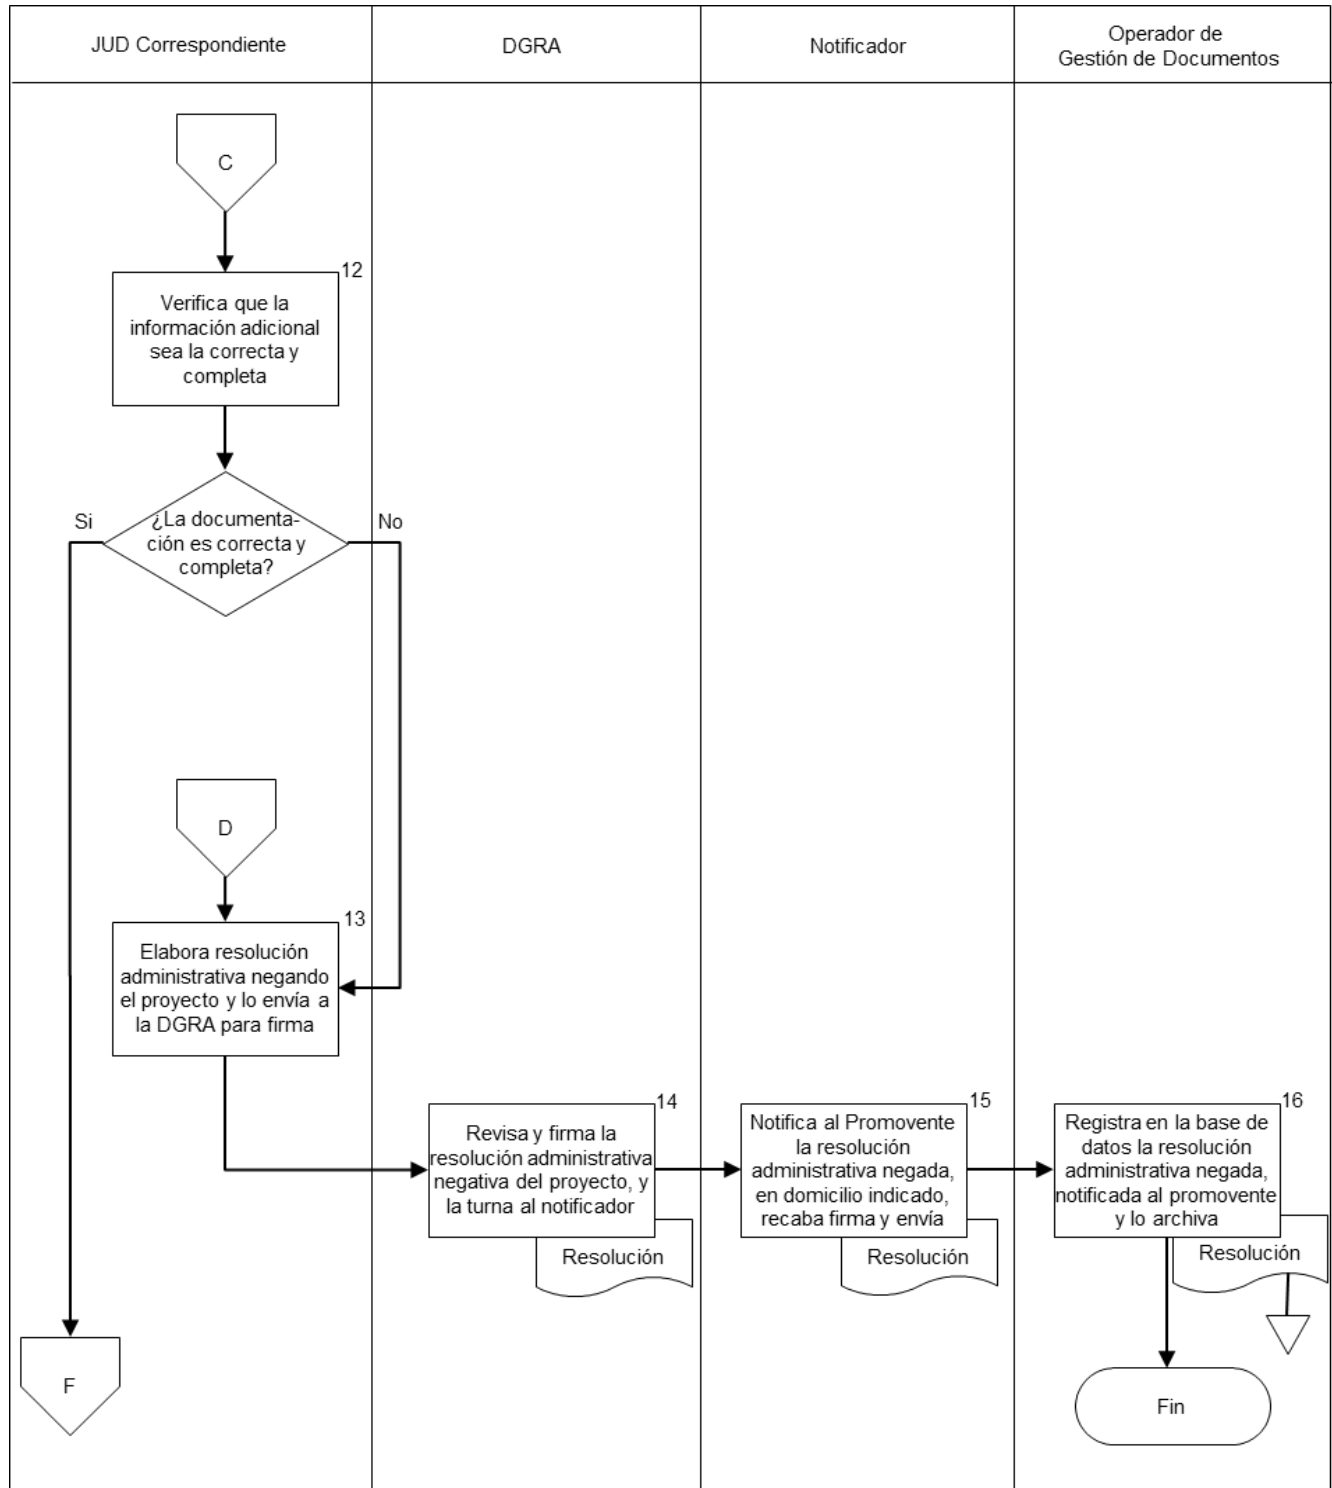 JUD Correspondiente
DGRA
Notificador
Operador de
Gestión de Documentos
C
12
Verifica que la
información adicional
sea la correcta y
completa
Si
¿La documenta-
ción es correcta y
completa?
No
D
13
Elabora resolución
administrativa negando
el proyecto y lo envía a
la DGRA para firma
14
Revisa y firma la
resolución administrativa
negativa del proyecto, y
la turna al notificador
Resolución
15
Notifica al Promovente
la resolución
administrativa negada,
en domicilio indicado,
recaba firma y envía
Resolución
16
Registra en la base de
datos la resolución
administrativa negada,
notificada al promovente
y lo archiva
Resolución
F
Fin